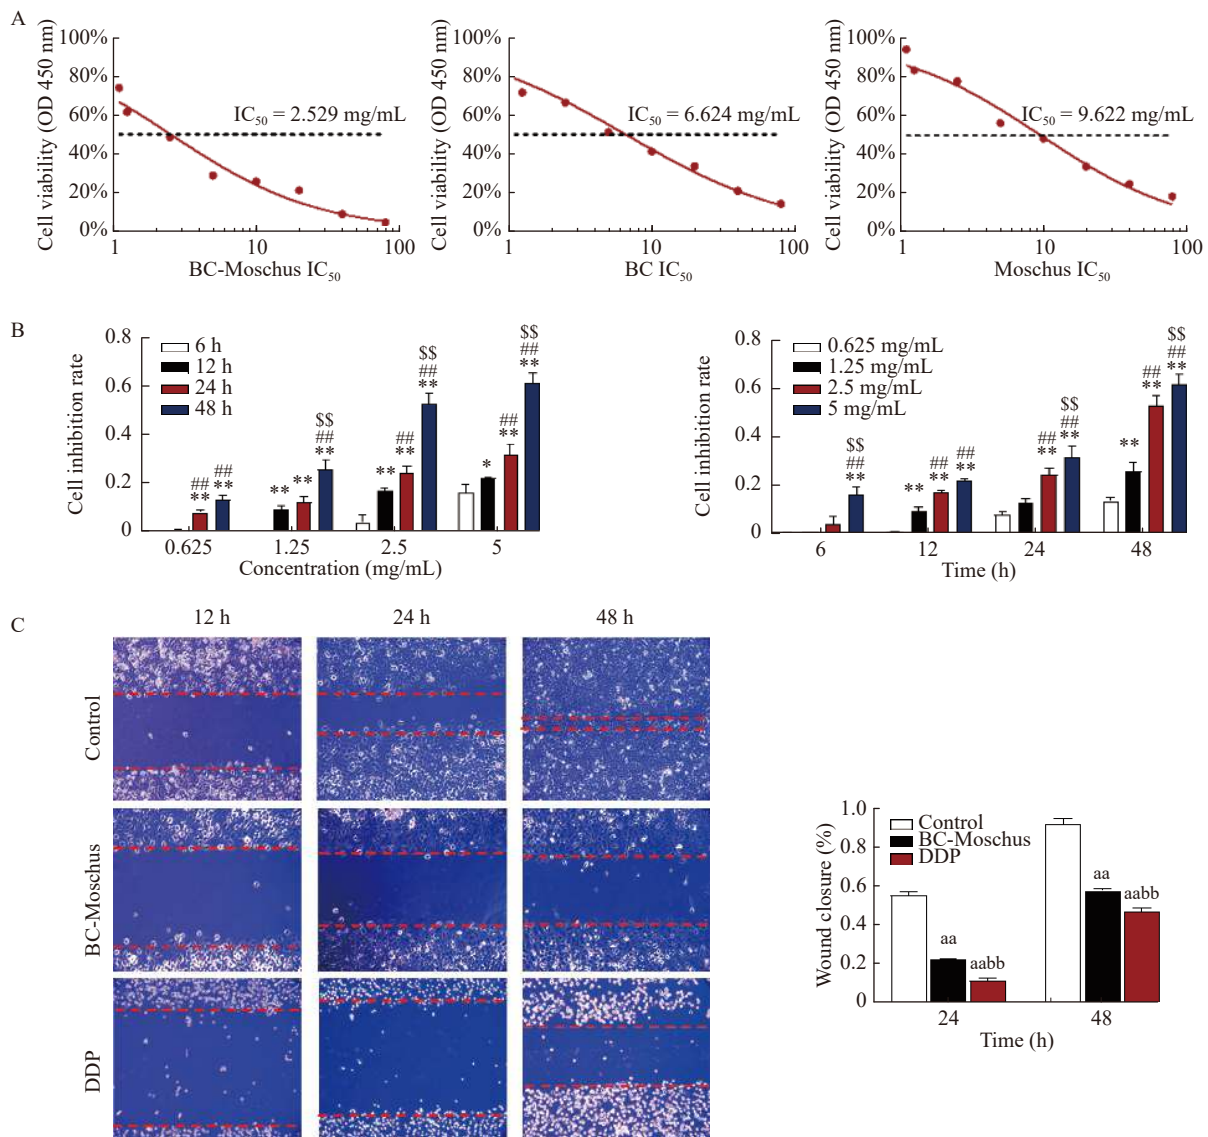 A
Cell viability (OD 450 nm)
100%
80%
60%
40%
20%
0%
IC50 = 2.529 mg/mL
1 10 100
BC-Moschus IC50
Cell viability (OD 450 nm)
100%
80%
60%
40%
20%
0%
IC50 = 6.624 mg/mL
1 10 100
BC IC50
Cell viability (OD 450 nm)
100%
80%
60%
40%
20%
0%
IC50 = 9.622 mg/mL
1 10 100
Moschus IC50
B
Cell inhibition rate
0.8
0.6
0.4
0.2
0
6 h
12 h
24 h
48 h
##
**
##
**
**
**
$$
##
**
**
##
**
$$
##
**
*
##
**
$$
##
**
0.625 1.25 2.5 5
Concentration (mg/mL)
Cell inhibition rate
0.8
0.6
0.4
0.2
0
0.625 mg/mL
1.25 mg/mL
2.5 mg/mL
5 mg/mL
$$
##
**
**
##
**
##
**
##
**
$$
##
**
**
##
**
$$
##
**
6 12 24 48
Time (h)
C
12 h 24 h 48 h
Control
BC-Moschus
DDP
Wound closure (%)
1.0
0.8
0.6
0.4
0.2
0
Control
BC-Moschus
DDP
aa
aabb
aa
aabb
24 48
Time (h)